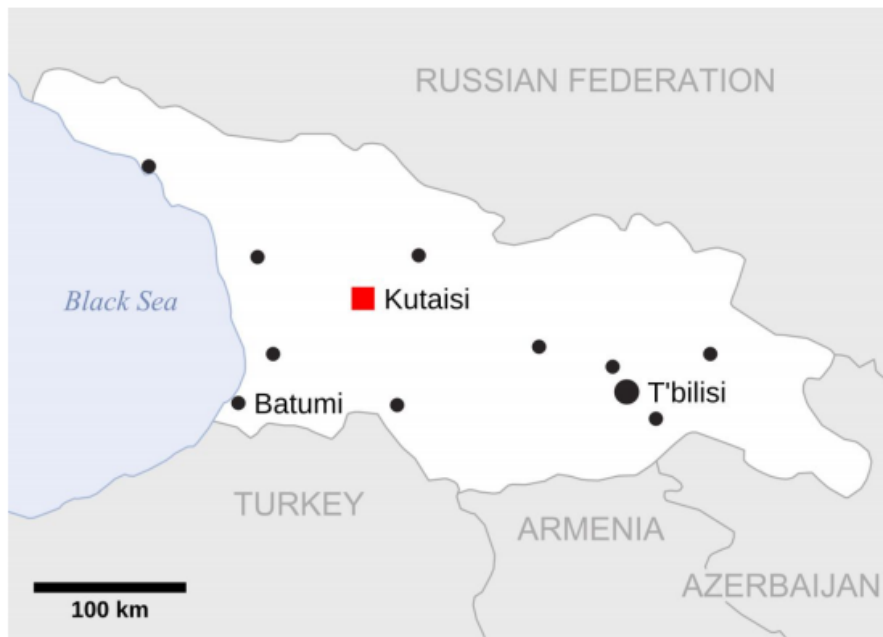 RUSSIAN FEDERATION
Black Sea
Kutaisi
T'bilisi
Batumi
TURKEY
ARMENIA
AZERBAIJAN
100 km